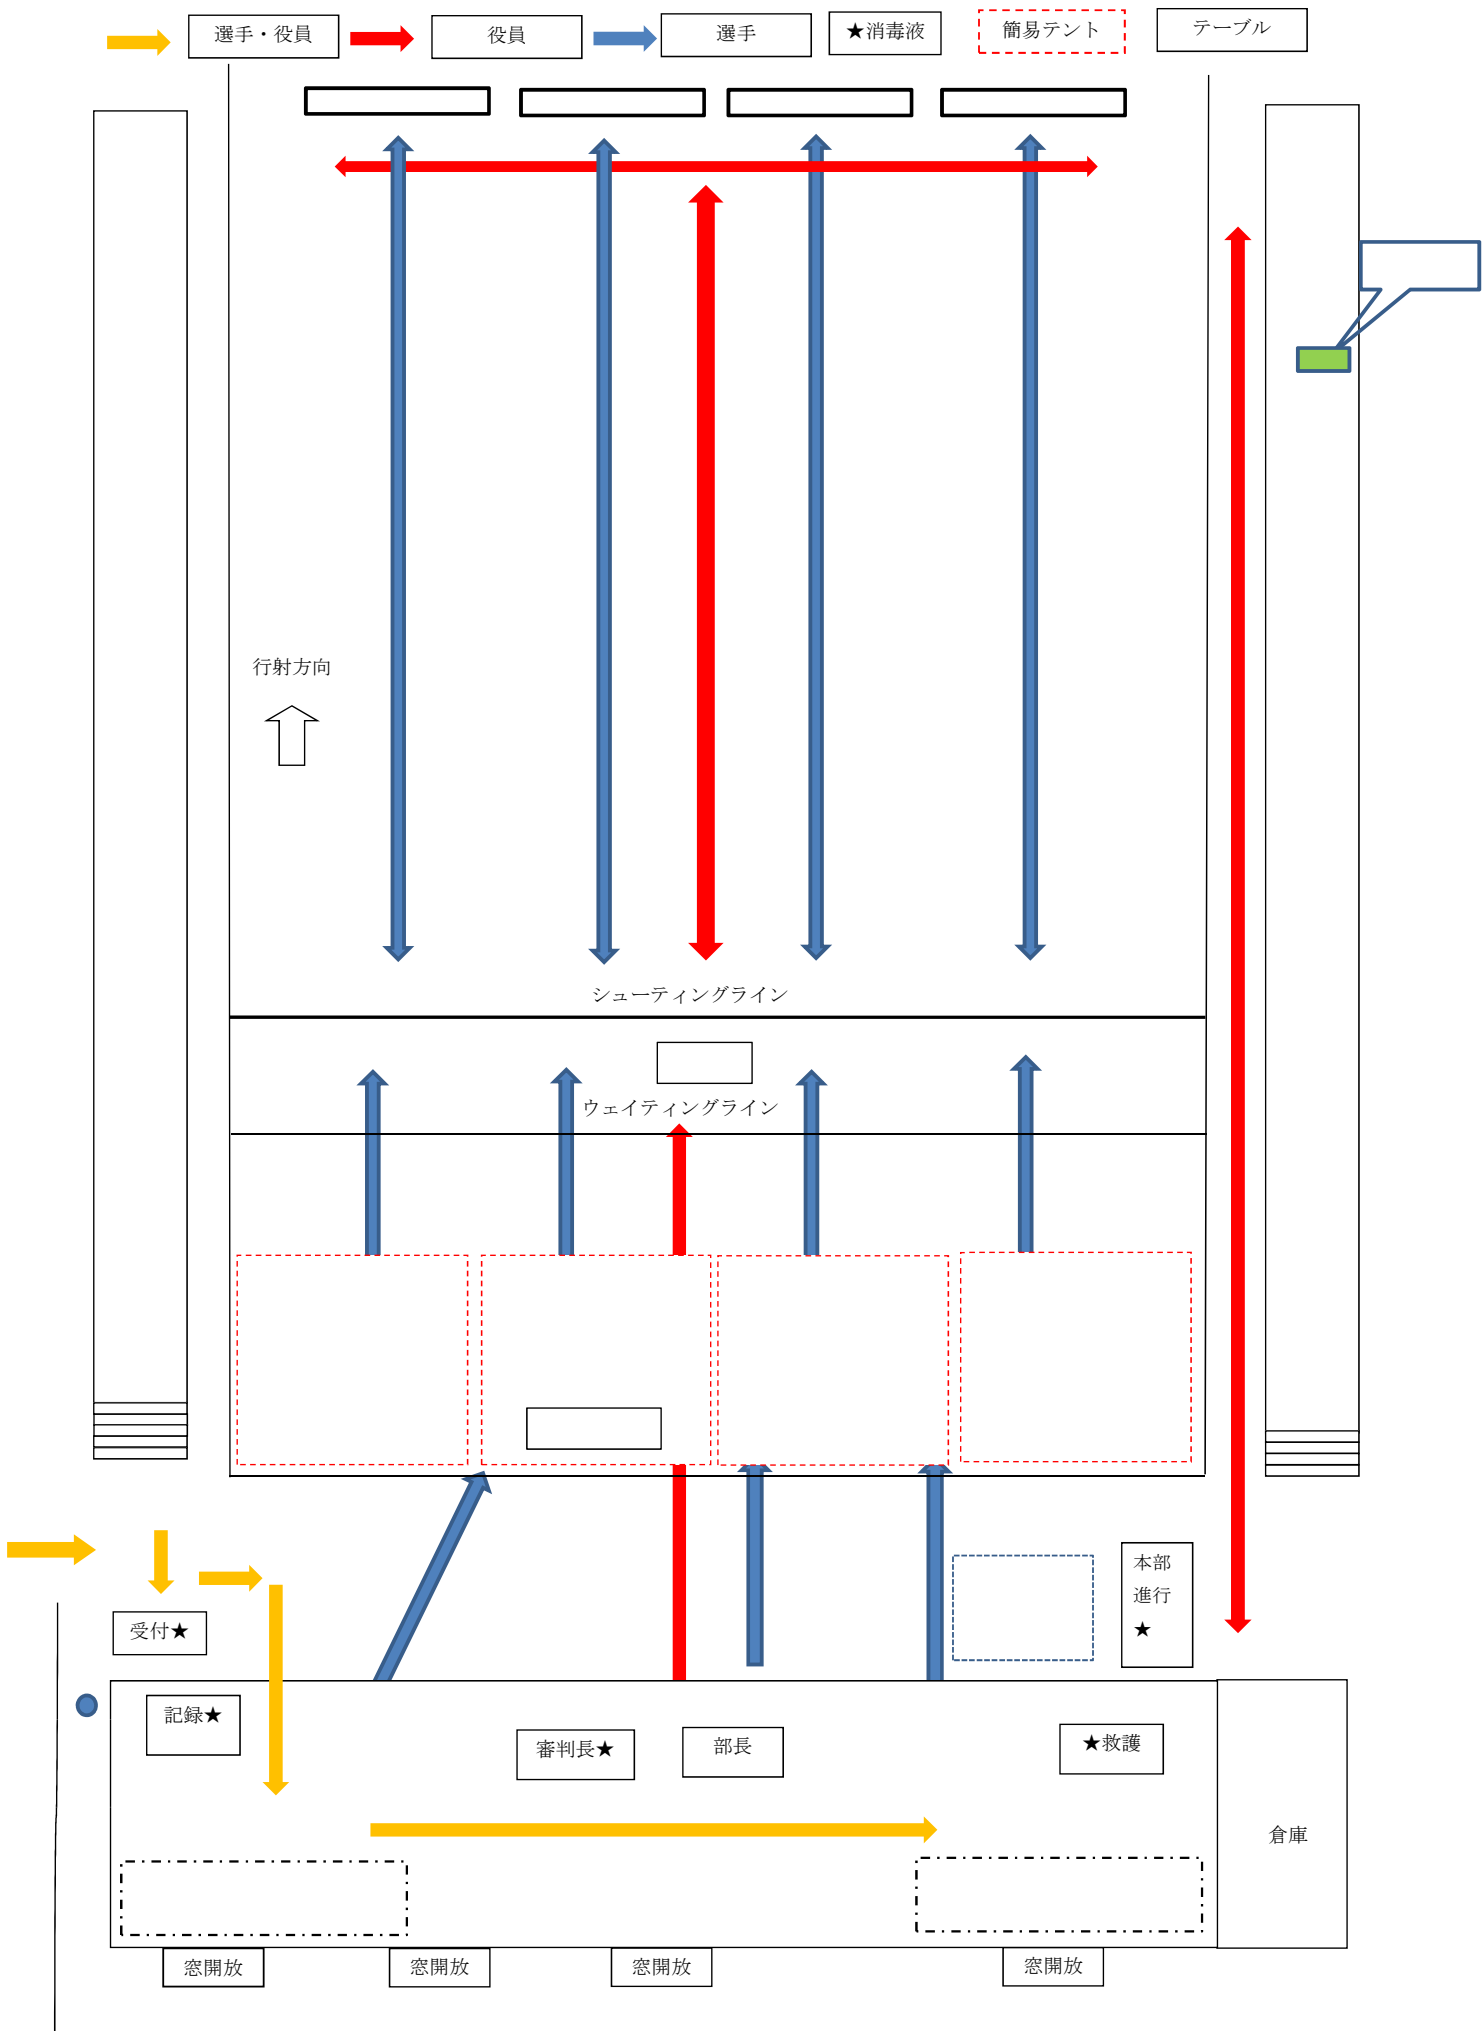 選手・役員
役員
選手
★消毒液
簡易テント
テーブル
行射方向
シューティングライン
ウェイティングライン
本部
進行
★
受付★
記録★
審判長★
部長
★救護
倉庫
窓開放
窓開放
窓開放
窓開放